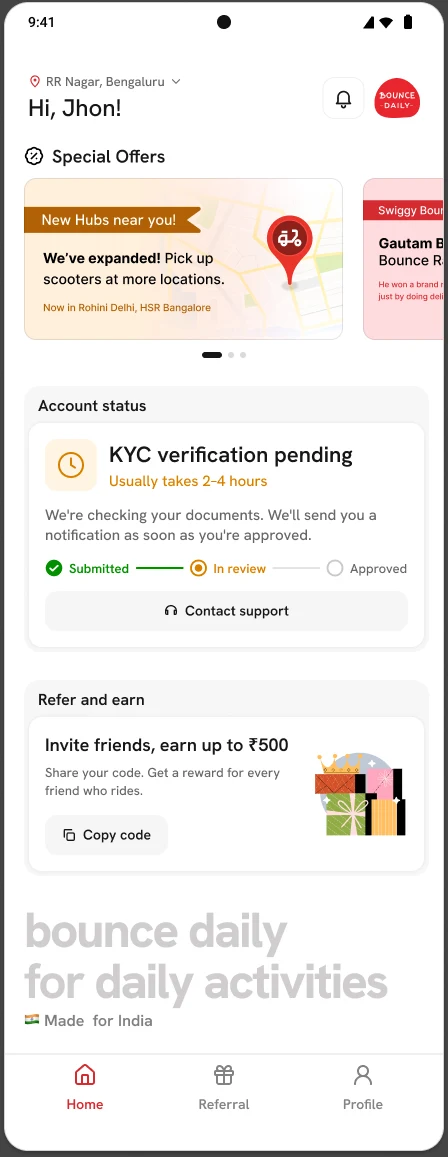 9:41
RR Nagar, Bengaluru
Hi, Jhon!
BOUNCE
-DAILY-
Special Offers
New Hubs near you!
We've expanded! Pick up
scooters at more locations.
Now in Rohini Delhi, HSR Bangalore
Swiggy Boun
Gautam B
Bounce R
He won a brand
just by doing deli
Account status
KYC verification pending
Usually takes 2–4 hours
We're checking your documents. We'll send you a
notification as soon as you're approved.
Submitted In review Approved
Contact support
Refer and earn
Invite friends, earn up to ₹500
Share your code. Get a reward for every
friend who rides.
Copy code
bounce daily
for daily activities
Made for India
Home Referral Profile